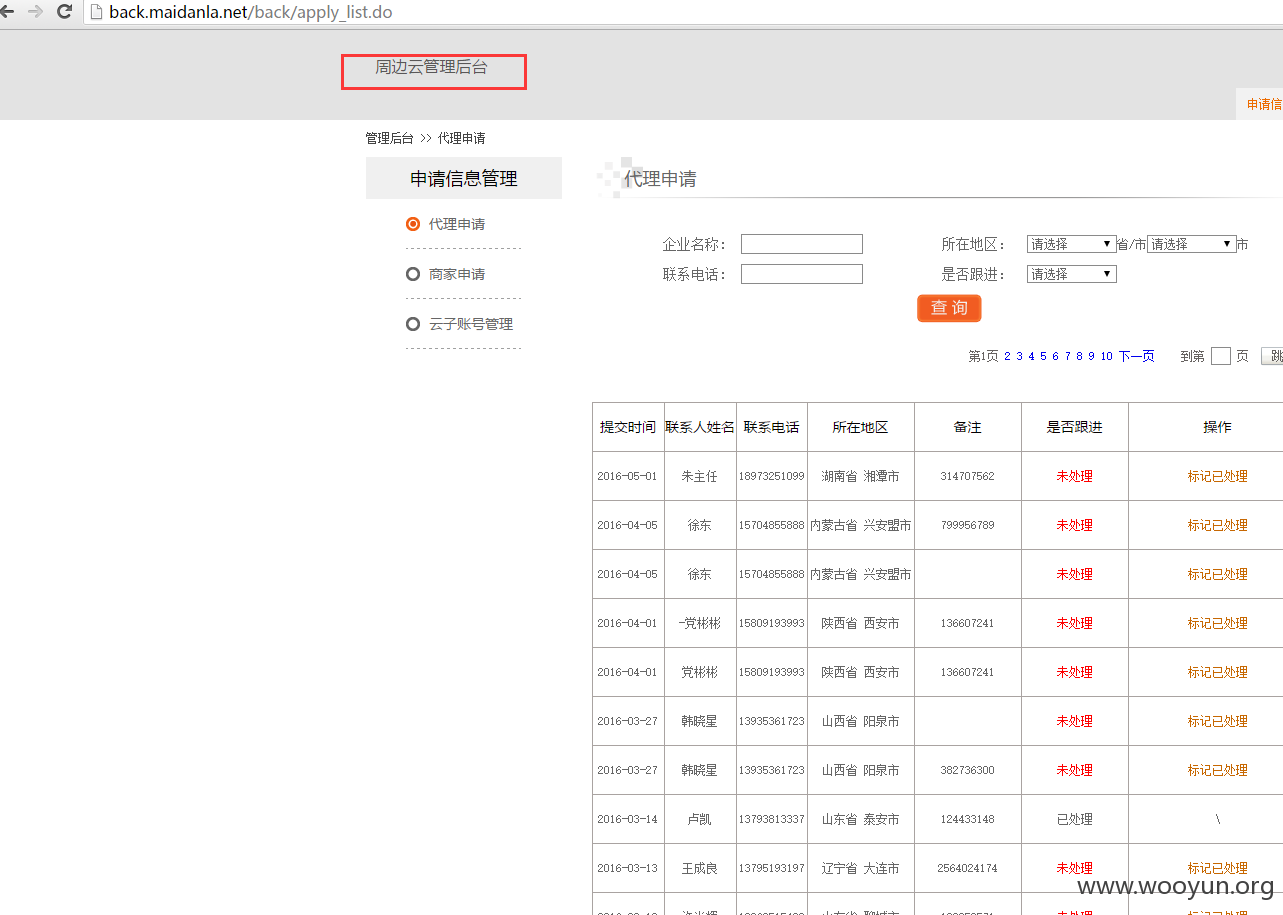 back.maidanla.net/back/apply_list.do
周边云管理后台
申请信
管理后台 >> 代理申请
申请信息管理
代理申请
商家申请
云子账号管理
代理申请
企业名称： 所在地区： 请选择 省/市 请选择 市
联系电话： 是否跟进： 请选择
查 询
第1页 2 3 4 5 6 7 8 9 10 下一页 到第 页 跳
提交时间 联系人姓名 联系电话 所在地区 备注 是否跟进 操作
2016-05-01 朱主任 18973251099 湖南省 湘潭市 314707562 未处理 标记已处理
2016-04-05 徐东 15704855888 内蒙古省 兴安盟市 799956789 未处理 标记已处理
2016-04-05 徐东 15704855888 内蒙古省 兴安盟市 未处理 标记已处理
2016-04-01 -党彬彬 15809193993 陕西省 西安市 136607241 未处理 标记已处理
2016-04-01 党彬彬 15809193993 陕西省 西安市 136607241 未处理 标记已处理
2016-03-27 韩晓星 13935361723 山西省 阳泉市 未处理 标记已处理
2016-03-27 韩晓星 13935361723 山西省 阳泉市 382736300 未处理 标记已处理
2016-03-14 卢凯 13793813337 山东省 泰安市 124433148 已处理 \
2016-03-13 王成良 13795193197 辽宁省 大连市 2564024174 未处理 标记已处理
www.wooyun.org